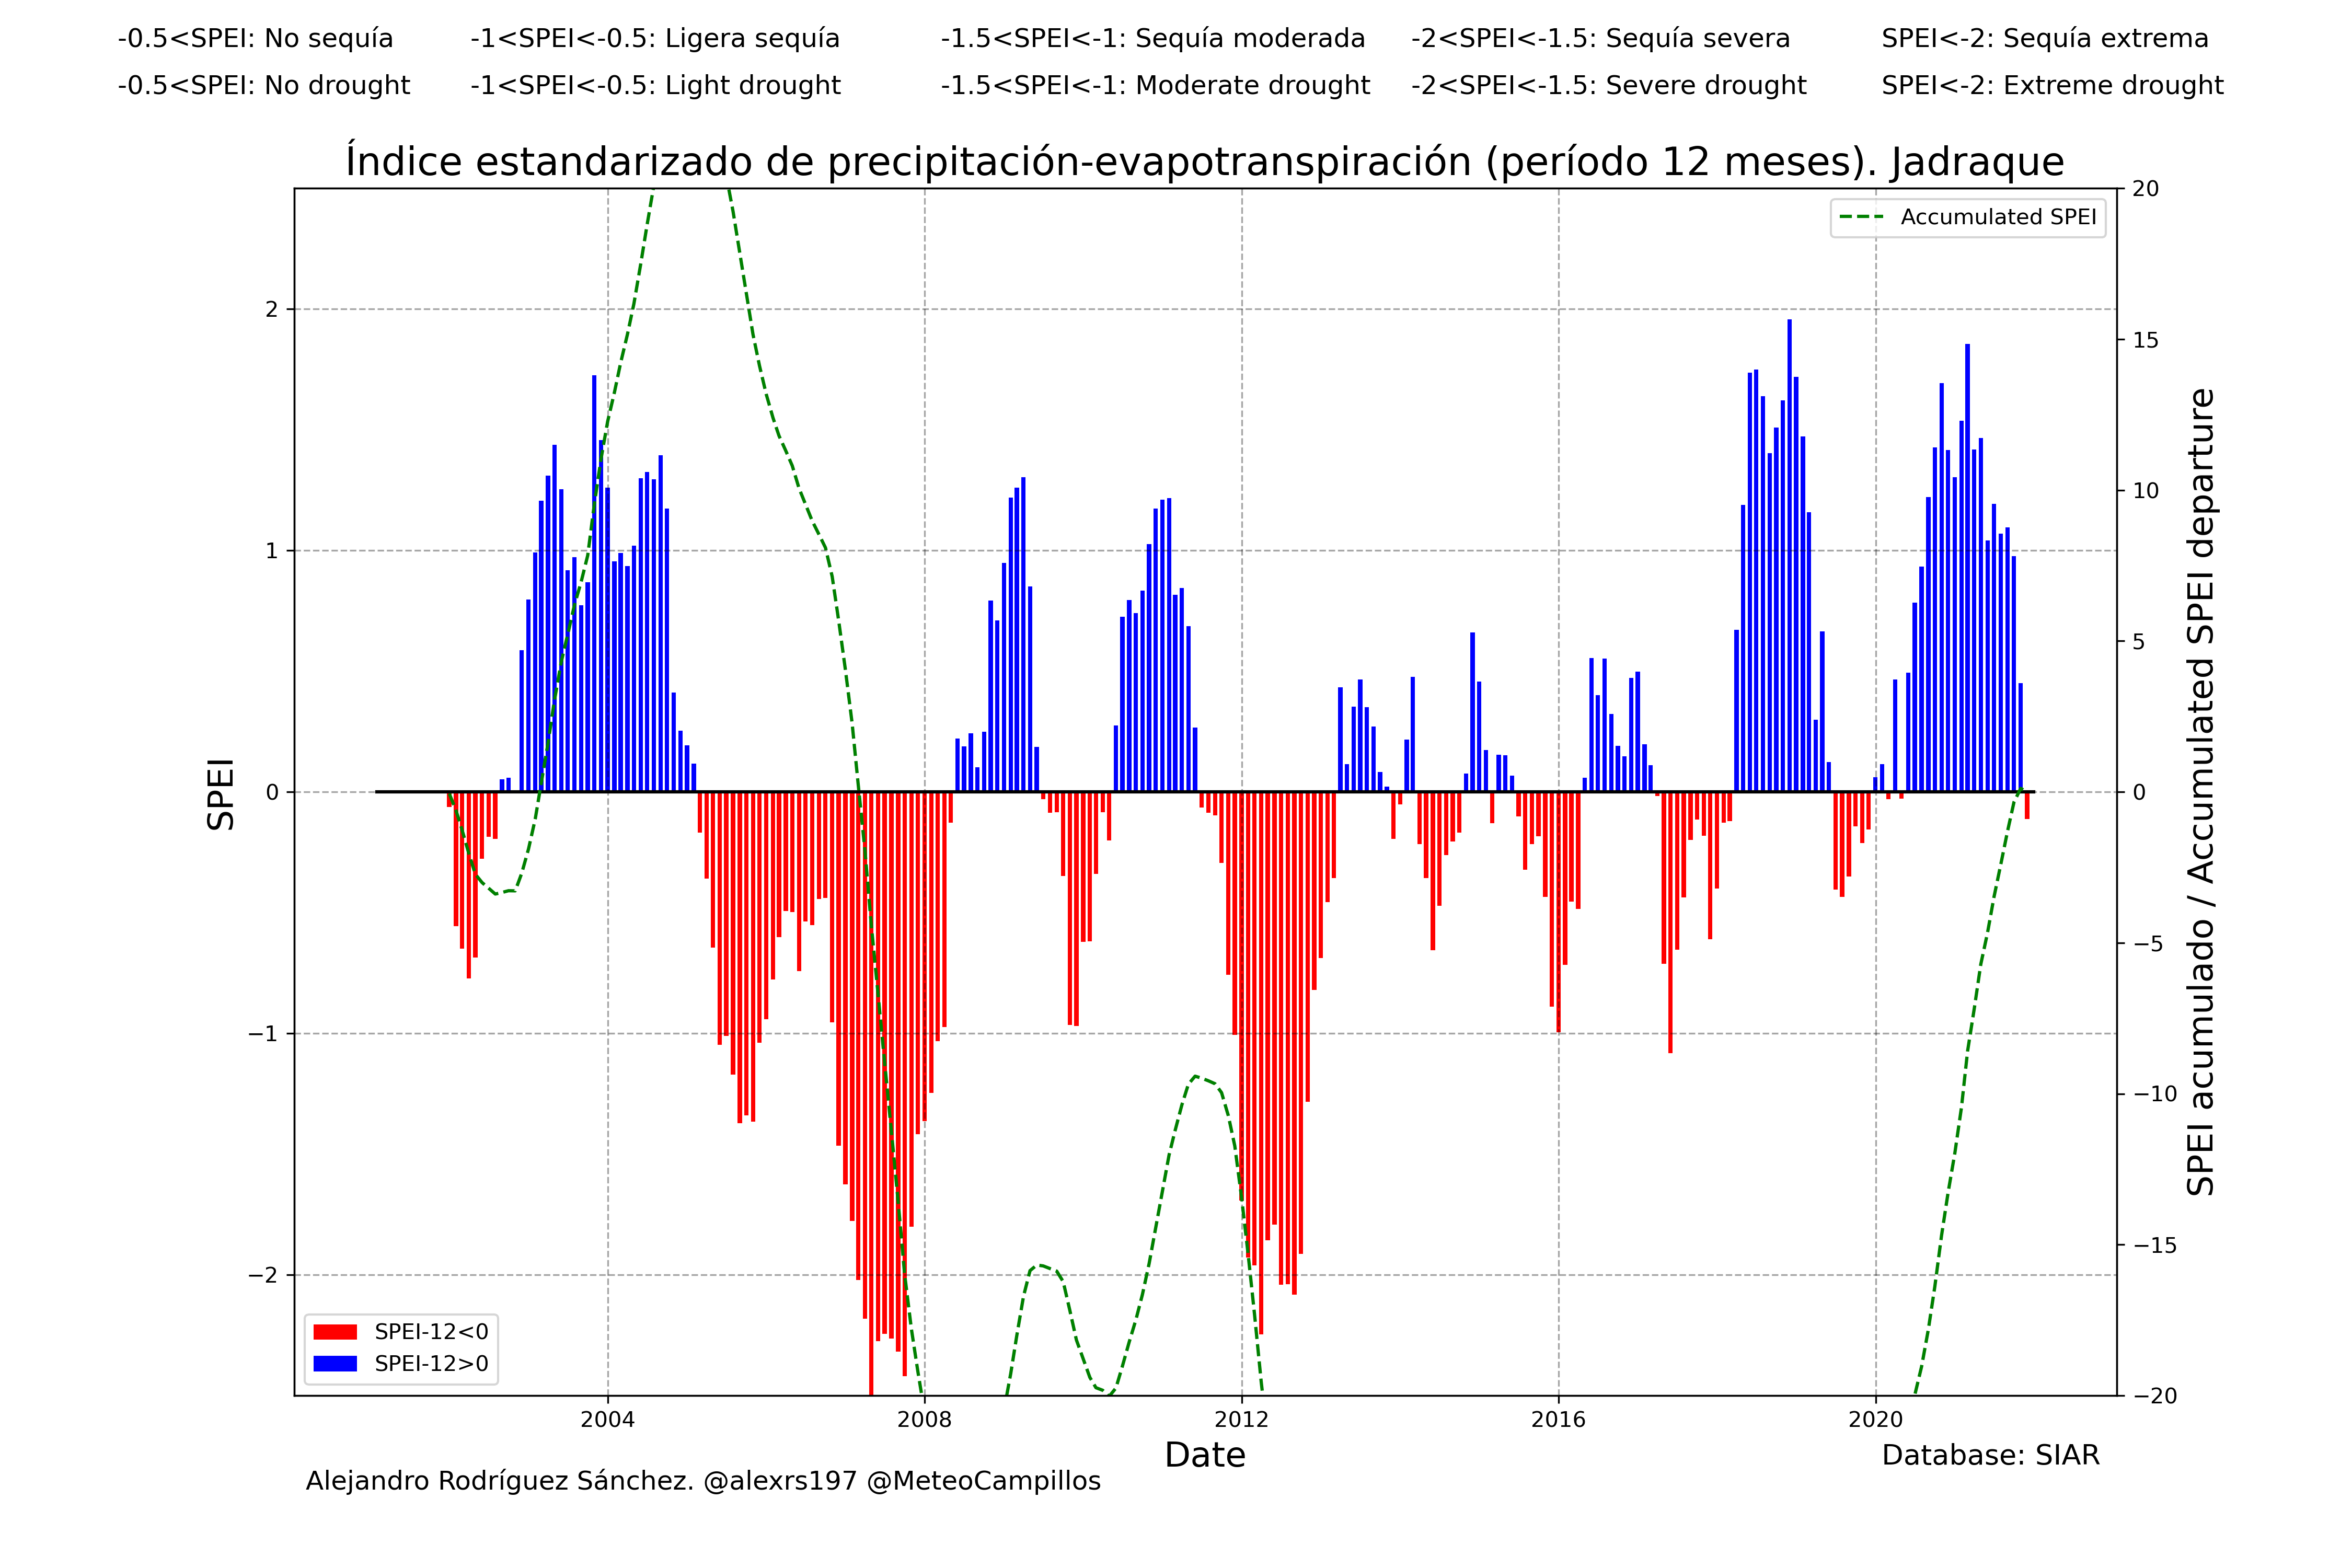 -0.5<SPEI: No sequía -1<SPEI<-0.5: Ligera sequía -1.5<SPEI<-1: Sequía moderada -2<SPEI<-1.5: Sequía severa SPEI<-2: Sequía extrema
-0.5<SPEI: No drought -1<SPEI<-0.5: Light drought -1.5<SPEI<-1: Moderate drought -2<SPEI<-1.5: Severe drought SPEI<-2: Extreme drought
Índice estandarizado de precipitación-evapotranspiración (período 12 meses). Jadraque
Accumulated SPEI
2
1
0
−1
−2
SPEI
20
15
10
5
0
−5
−10
−15
−20
SPEI acumulado / Accumulated SPEI departure
SPEI-12<0
SPEI-12>0
2004 2008 2012 2016 2020
Date
Database: SIAR
Alejandro Rodríguez Sánchez. @alexrs197 @MeteoCampillos